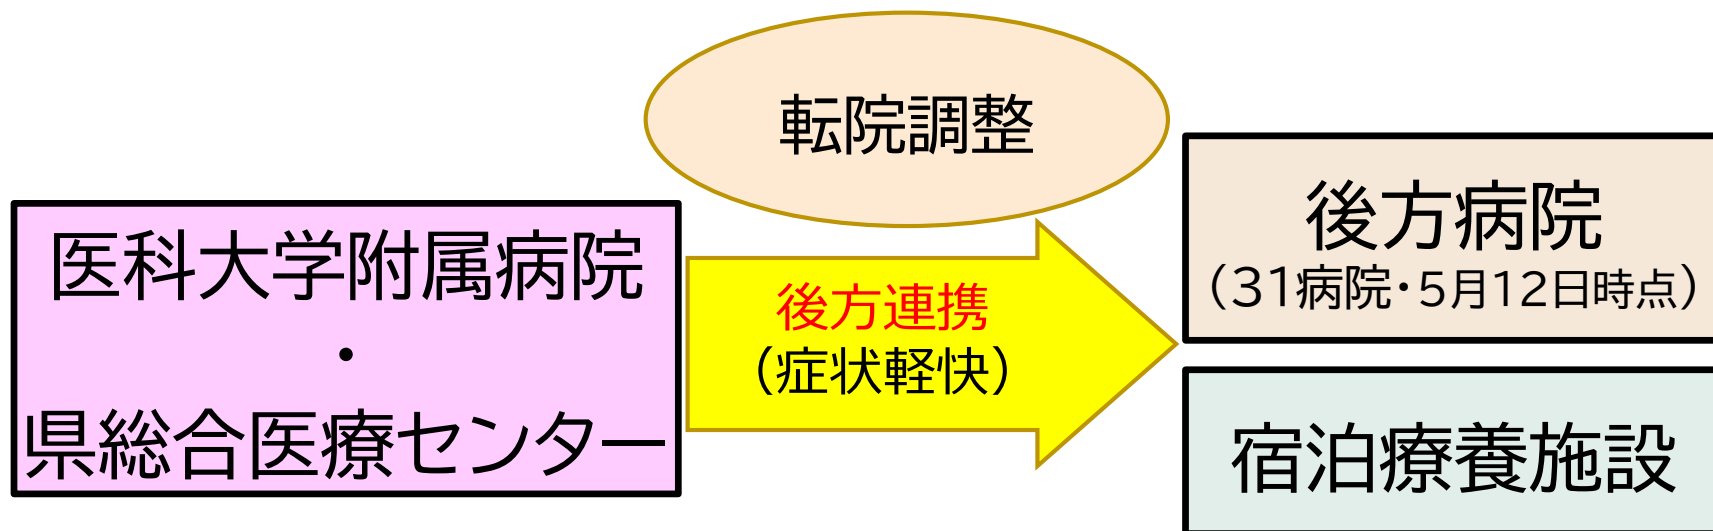 転院調整
医科大学附属病院
・
県総合医療センター
後方連携
（症状軽快）
後方病院
（31病院・5月12日時点）
宿泊療養施設